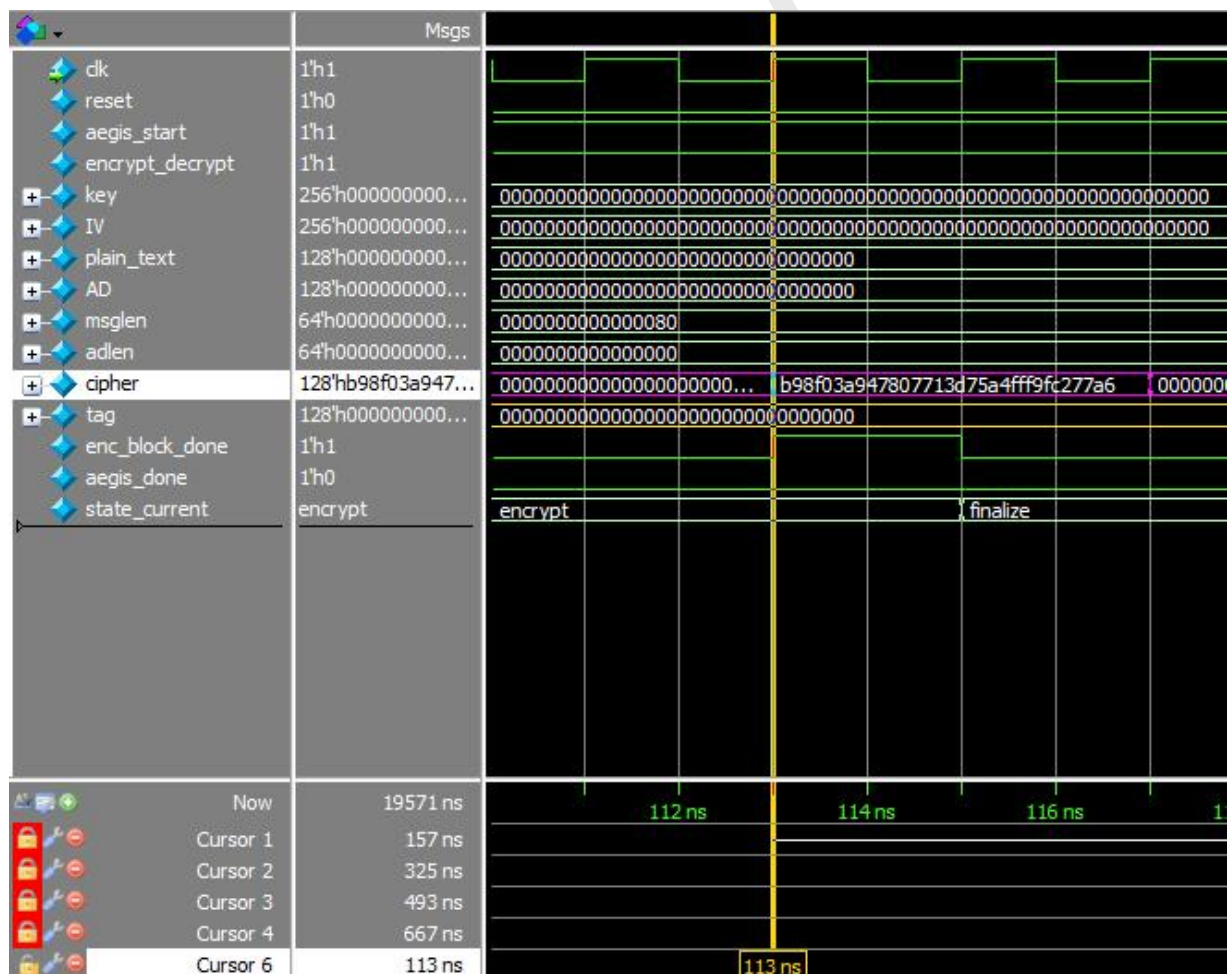 Msgs
clk 1'h1
reset 1'h0
aegis_start 1'h1
encrypt_decrypt 1'h1
key 256'h000000000... 0000000000000000000000000000000000000000000000000000000000000000
IV 256'h000000000... 0000000000000000000000000000000000000000000000000000000000000000
plain_text 128'h000000000... 00000000000000000000000000000000
AD 128'h000000000... 00000000000000000000000000000000
msglen 64'h0000000000... 0000000000000080
adlen 64'h0000000000... 0000000000000000
cipher 128'hb98f03a947... 000000000000000000000... b98f03a947807713d75a4fff9fc277a6 000000
tag 128'h000000000... 00000000000000000000000000000000
enc_block_done 1'h1
aegis_done 1'h0
state_current encrypt encrypt finalize
Now 19571 ns 112 ns 114 ns 116 ns
Cursor 1 157 ns
Cursor 2 325 ns
Cursor 3 493 ns
Cursor 4 667 ns
Cursor 6 113 ns 113 ns